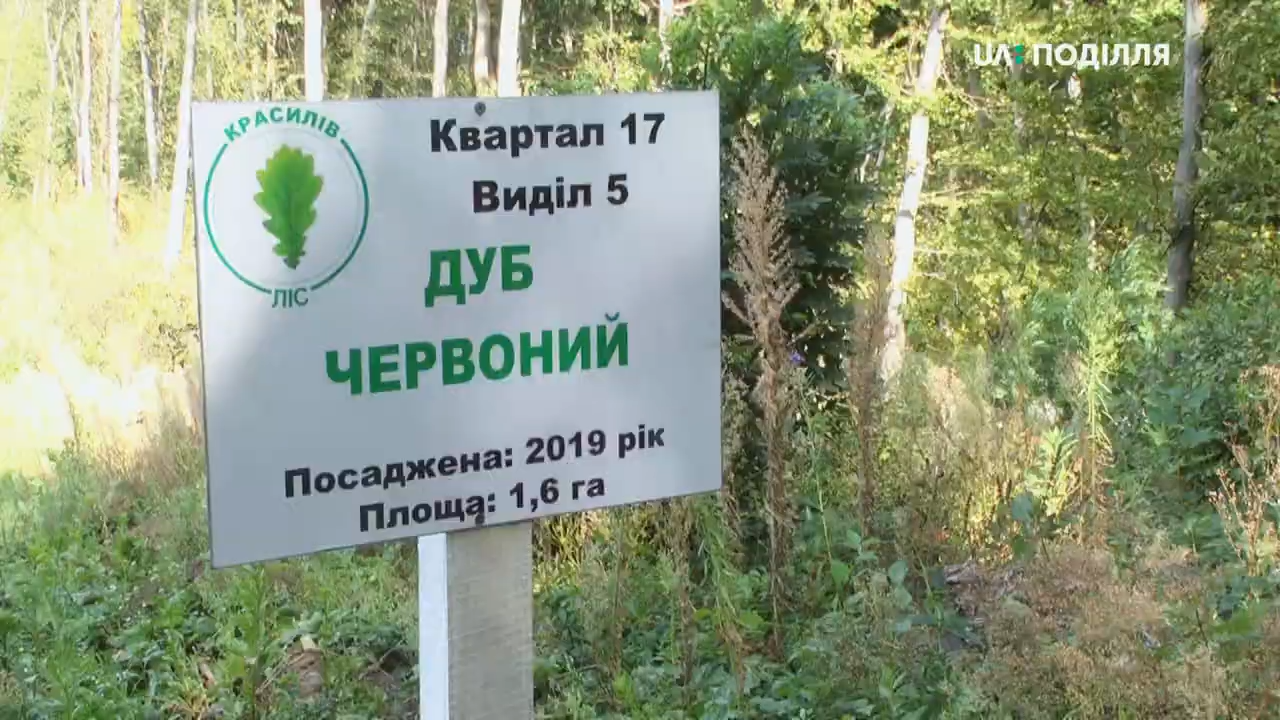 UA: ПОДІЛЛЯ
КРАСИЛІВ
ЛІС
Квартал 17
Виділ 5
ДУБ
ЧЕРВОНИЙ
Посаджена: 2019 рік
Площа: 1,6 га